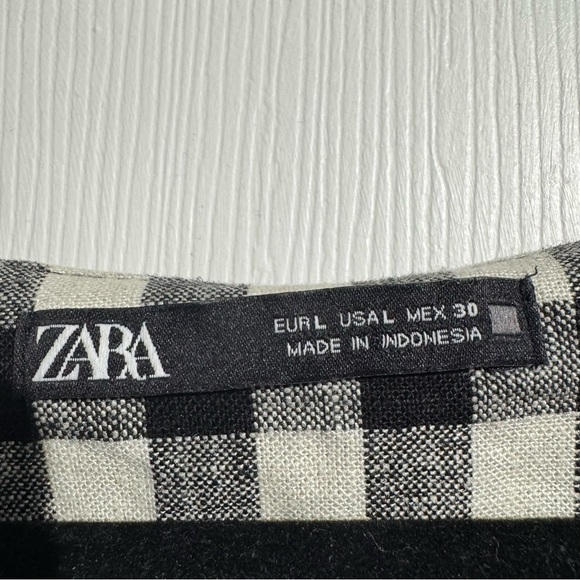 ZARA
EUR L USA L MEX 30
MADE IN INDONESIA